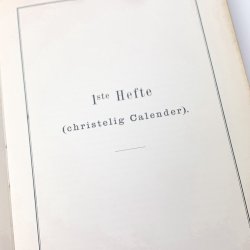 1ste Hefte
(christelig Calender).